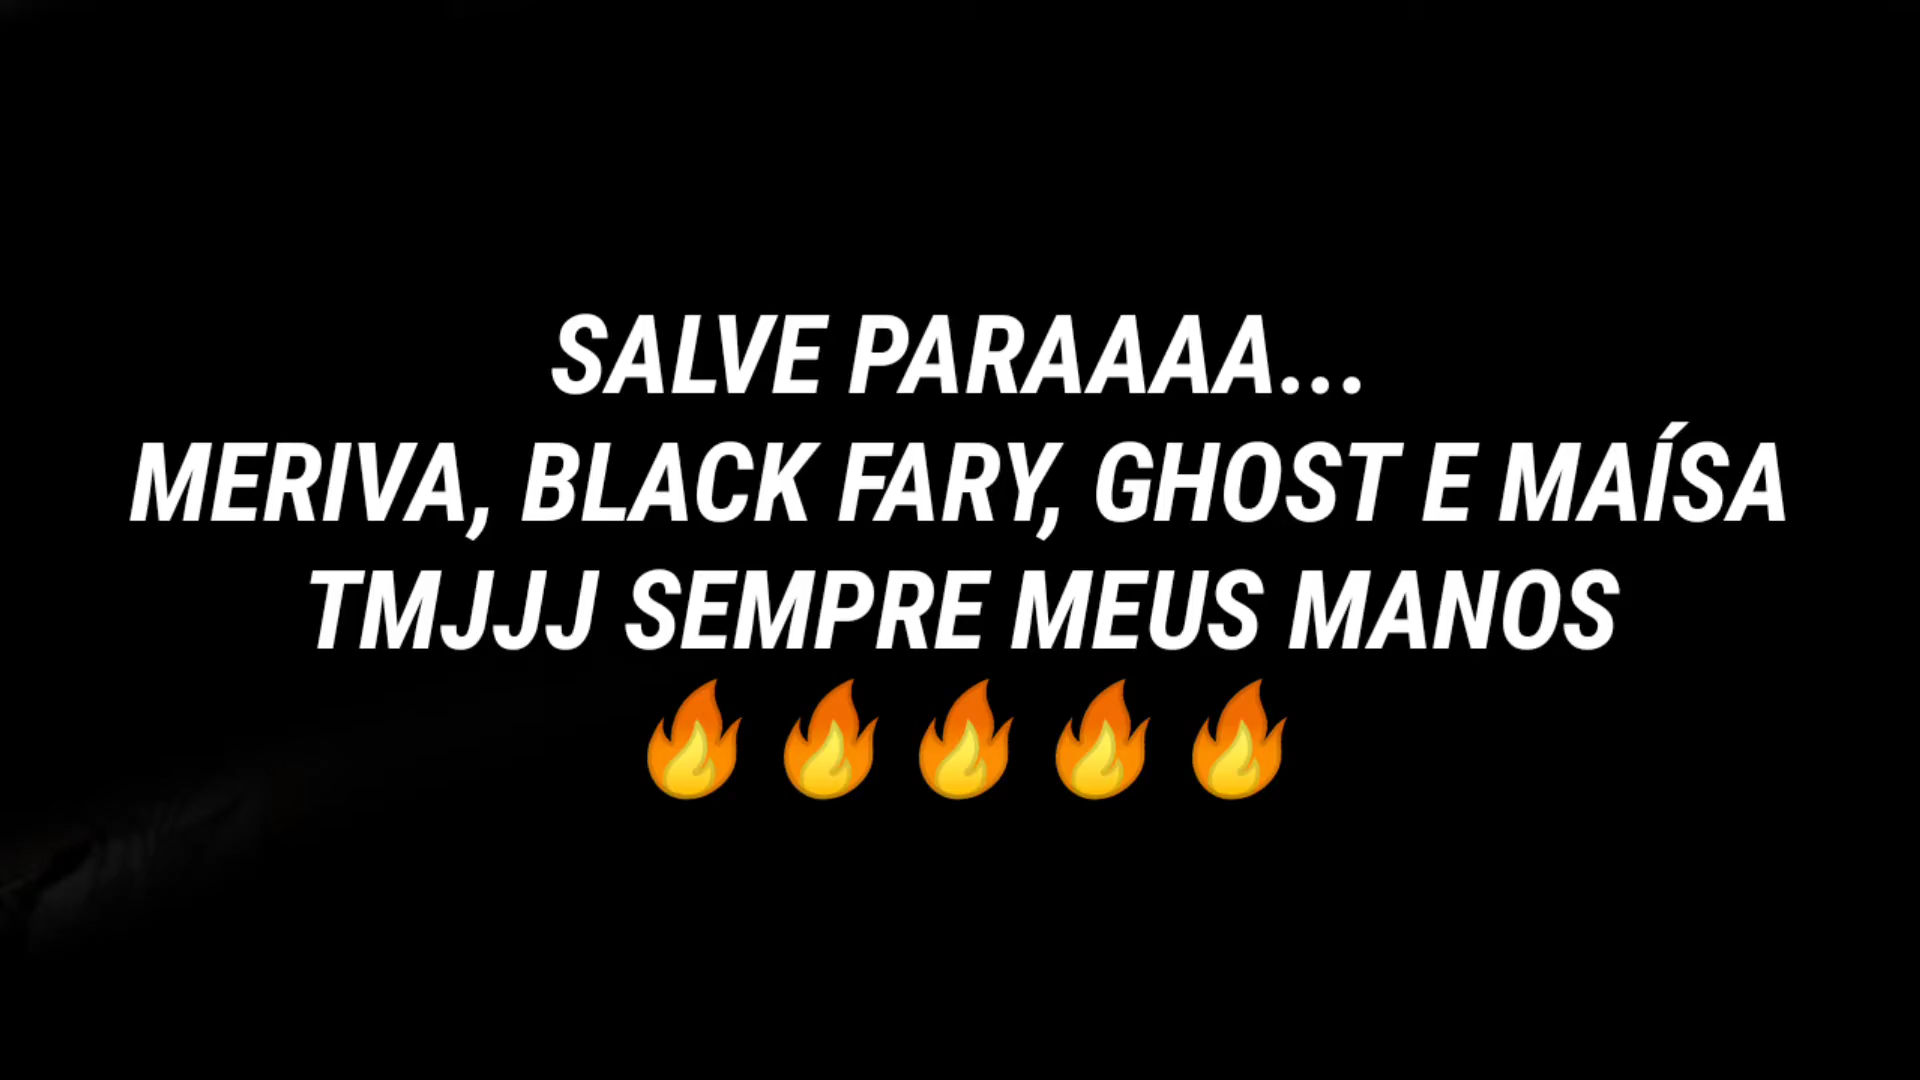 SALVE PARAAAA...
MERIVA, BLACK FARY, GHOST E MAÍSA
TMJJJ SEMPRE MEUS MANOS
🔥🔥🔥🔥🔥